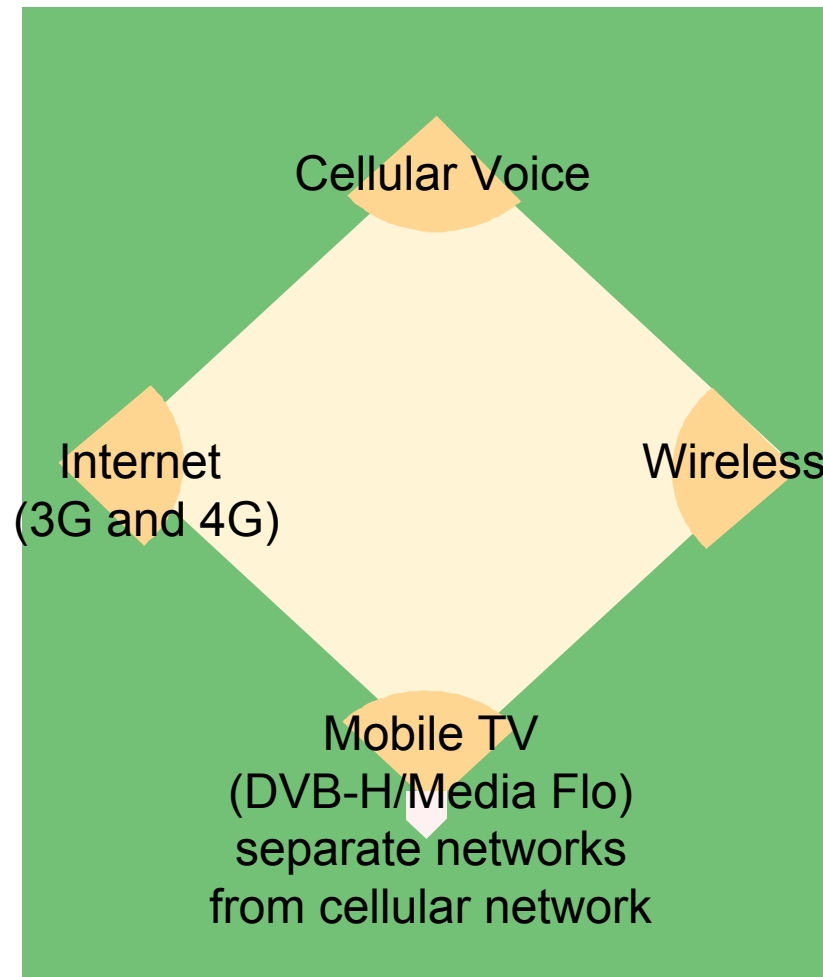 Cellular Voice
Internet
(3G and 4G)
Wireless
Mobile TV
(DVB-H/Media Flo)
separate networks
from cellular network